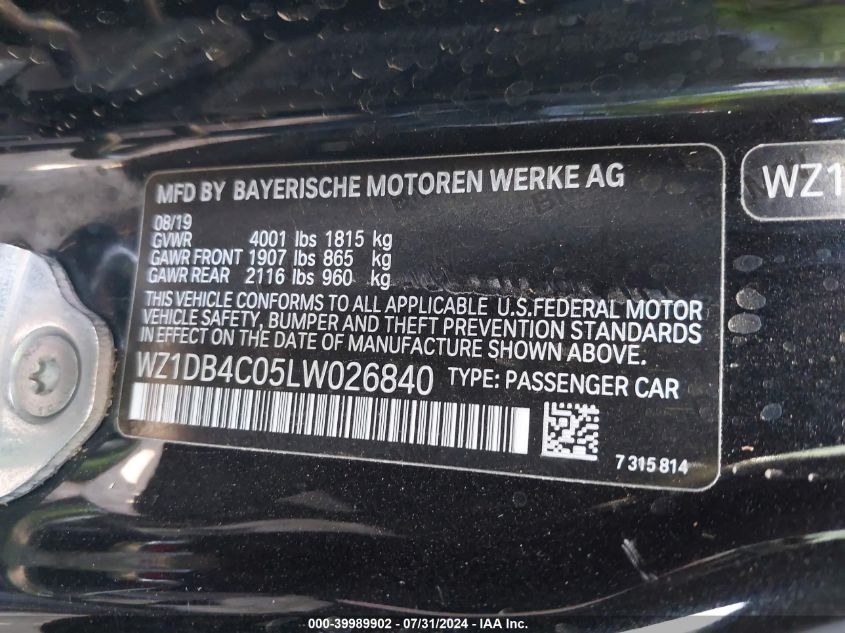 MFD BY BAYERISCHE MOTOREN WERKE AG
08/19
GVWR 4001 lbs 1815 kg
GAWR FRONT 1907 lbs 865 kg
GAWR REAR 2116 lbs 960 kg
THIS VEHICLE CONFORMS TO ALL APPLICABLE U.S.FEDERAL MOTOR
VEHICLE SAFETY, BUMPER AND THEFT PREVENTION STANDARDS
IN EFFECT ON THE DATE OF MANUFACTURE SHOWN ABOVE.
WZ1DB4C05LW026840 TYPE: PASSENGER CAR
7 315 814
WZ1
000-39989902 - 07/31/2024 - IAA Inc.